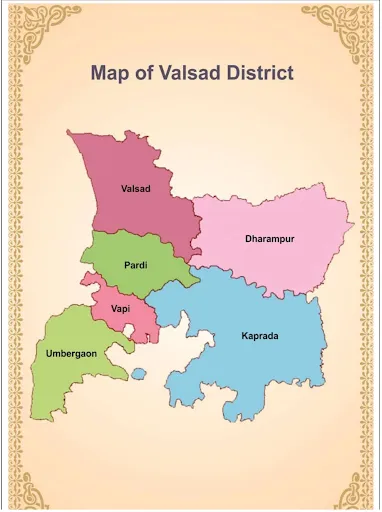 Map of Valsad District
Valsad
Dharampur
Pardi
Vapi
Kaprada
Umbergaon